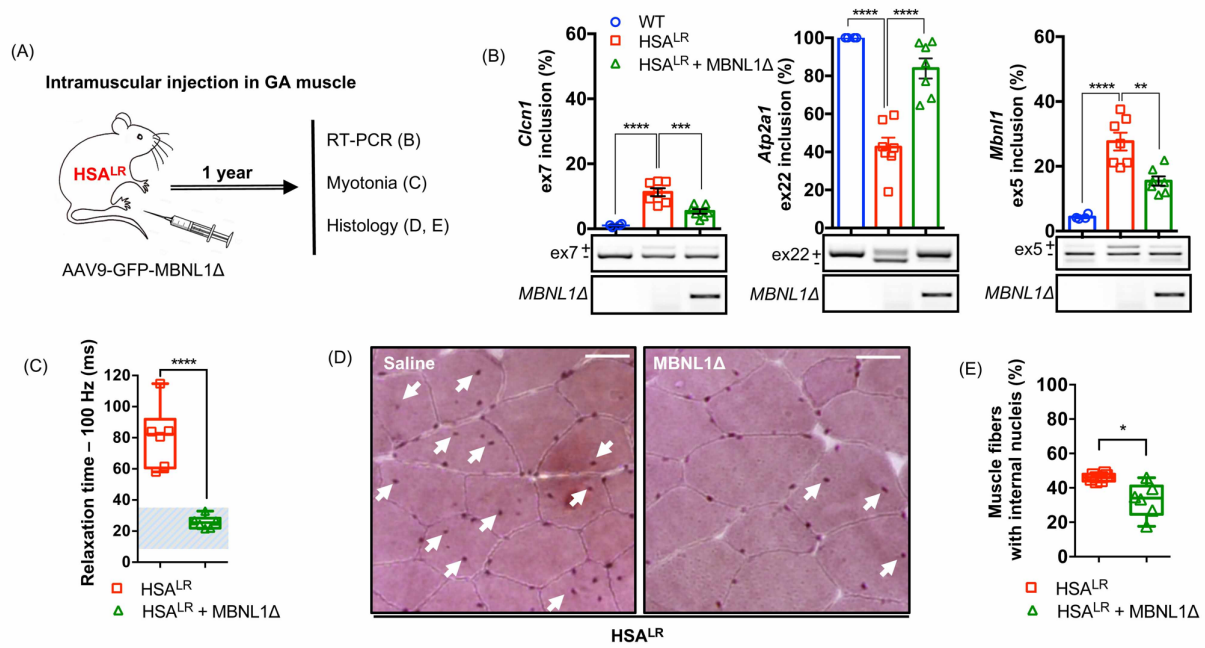 (A)
Intramuscular injection in GA muscle
HSALR
1 year
RT-PCR (B)
Myotonia (C)
Histology (D, E)
AAV9-GFP-MBNL1Δ
(B)
WT
HSALR
HSALR + MBNL1Δ
Clcn1
ex7 inclusion (%)
60
40
20
0
**** ***
ex7 +
-
MBNL1Δ
Atp2a1
ex22 inclusion (%)
100
80
60
40
20
0
**** ****
ex22 +
-
MBNL1Δ
Mbnl1
ex5 inclusion (%)
60
40
20
0
**** **
ex5 +
-
MBNL1Δ
(C)
Relaxation time – 100 Hz (ms)
120
100
80
60
40
20
0
****
HSALR
HSALR + MBNL1Δ
(D)
Saline
MBNL1Δ
HSALR
(E)
Muscle fibers
with internal nucleis (%)
100
80
60
40
20
0
*
HSALR
HSALR + MBNL1Δ